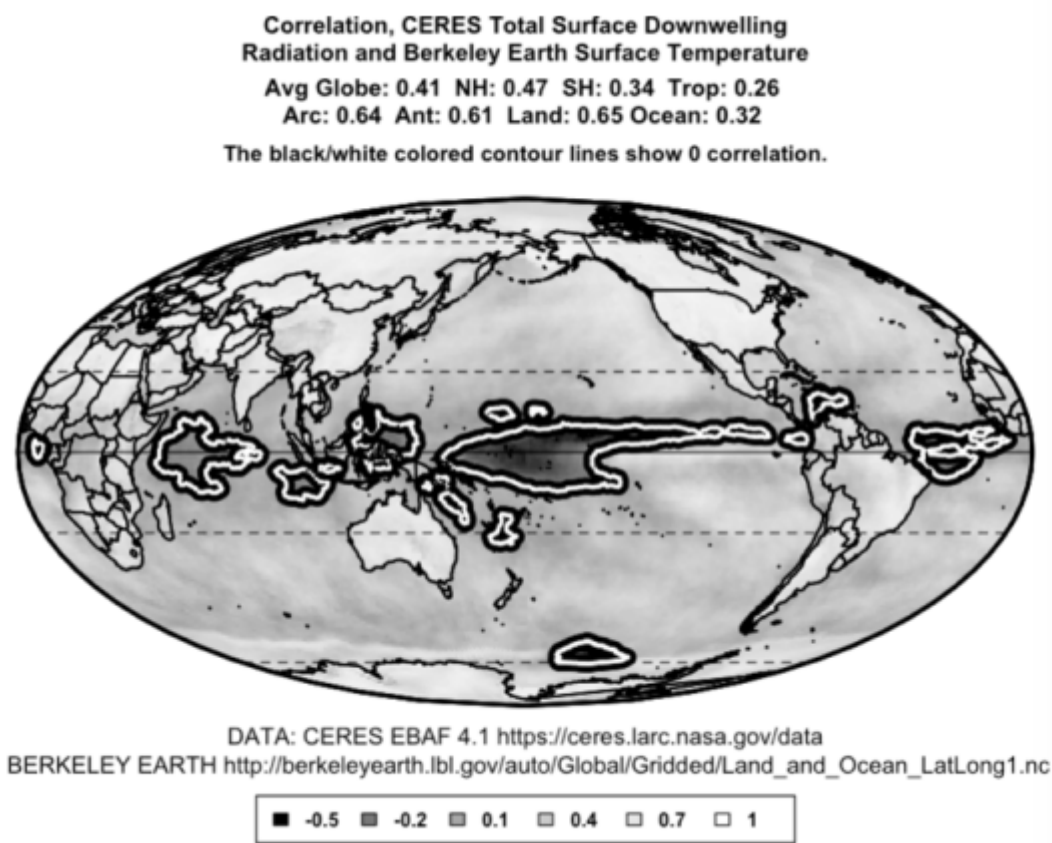 Correlation, CERES Total Surface Downwelling
Radiation and Berkeley Earth Surface Temperature
Avg Globe: 0.41 NH: 0.47 SH: 0.34 Trop: 0.26
Arc: 0.64 Ant: 0.61 Land: 0.65 Ocean: 0.32
The black/white colored contour lines show 0 correlation.
DATA: CERES EBAF 4.1 https://ceres.larc.nasa.gov/data
BERKELEY EARTH http://berkeleyearth.lbl.gov/auto/Global/Gridded/Land_and_Ocean_LatLong1.nc
-0.5 -0.2 0.1 0.4 0.7 1